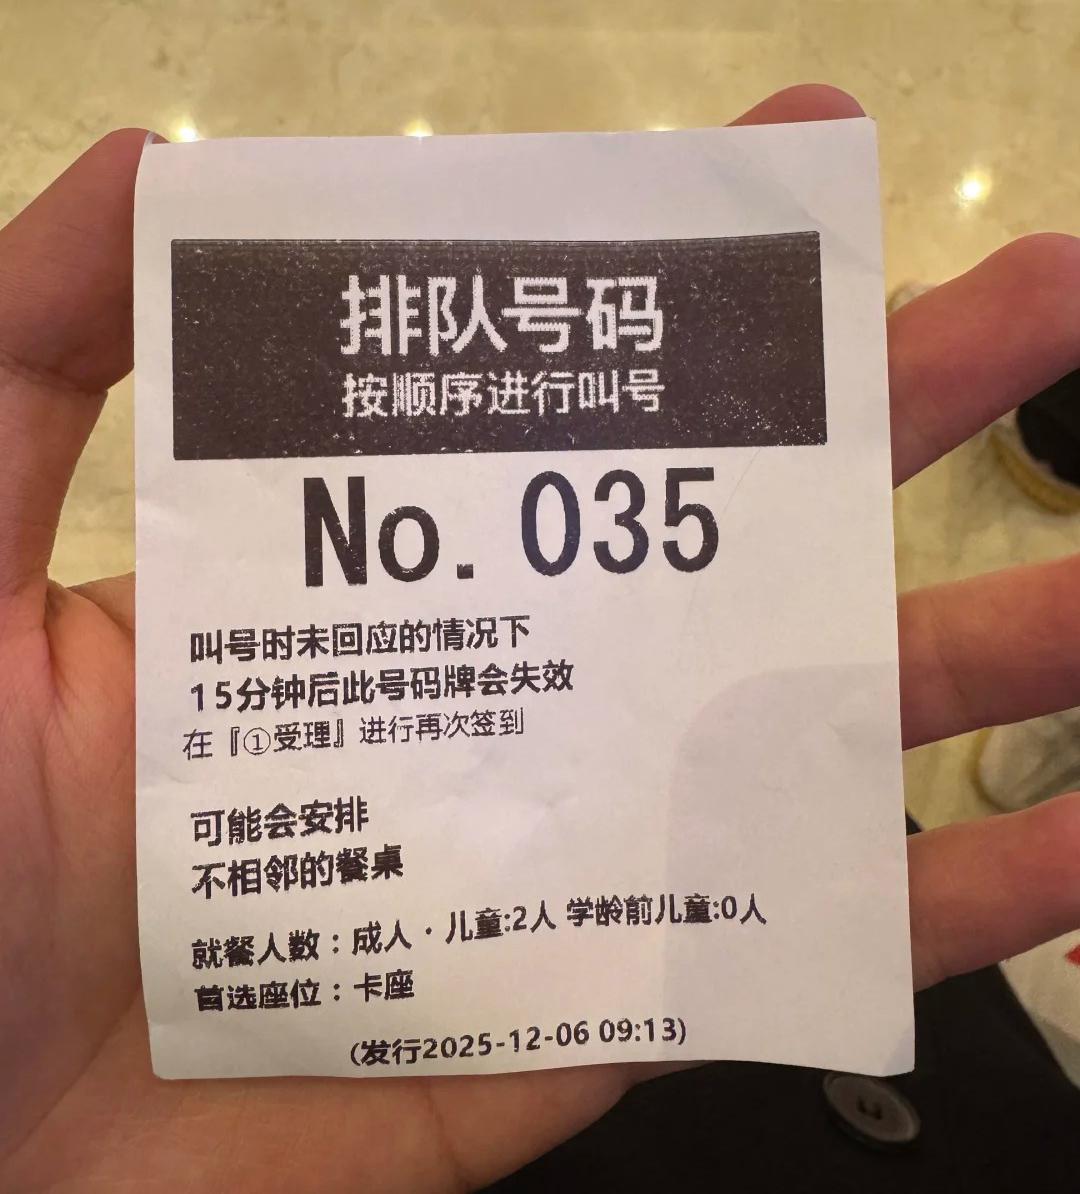 排队号码
按顺序进行叫号
No. 035
叫号时未回应的情况下
15分钟后此号码牌会失效
在『①受理』进行再次签到
可能会安排
不相邻的餐桌
就餐人数：成人・儿童:2人 学龄前儿童:0人
首选座位：卡座
(发行2025-12-06 09:13)